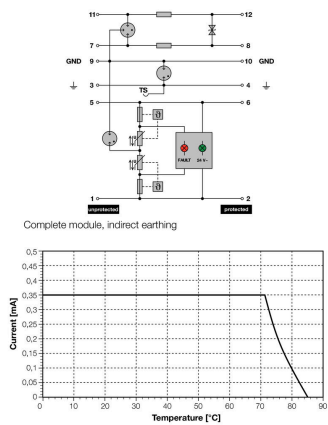 11 12
7 8
GND 9 10 GND
3 4
TS
5 6
ϑ
ϑ
FAULT 24 V~
1 2
unprotected protected
Complete module, indirect earthing
0,5
0,45
0,4
0,35
0,3
0,25
0,2
0,15
0,1
0,05
0
Current [mA]
0 10 20 30 40 50 60 70 80 90
Temperature [°C]